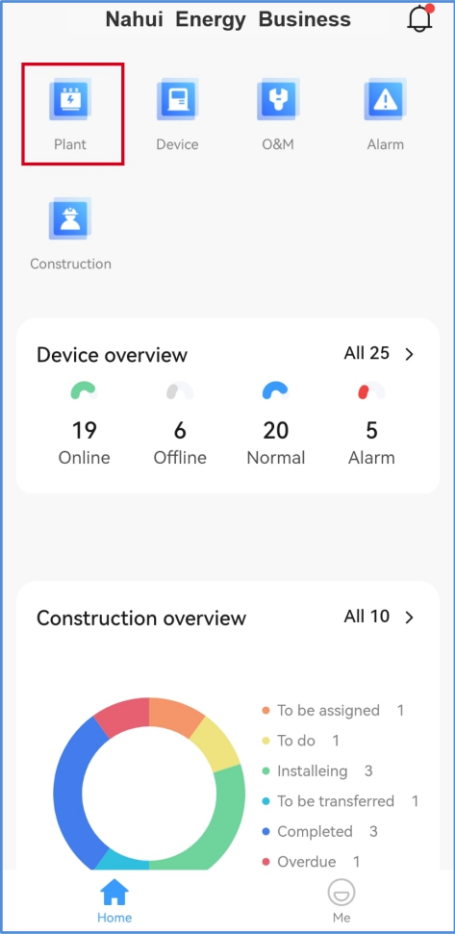 Nahui Energy Business
Plant Device O&M Alarm
Construction
Device overview All 25
19 6 20 5
Online Offline Normal Alarm
Construction overview All 10
To be assigned 1
To do 1
Installeing 3
To be transferred 1
Completed 3
Overdue 1
Home Me